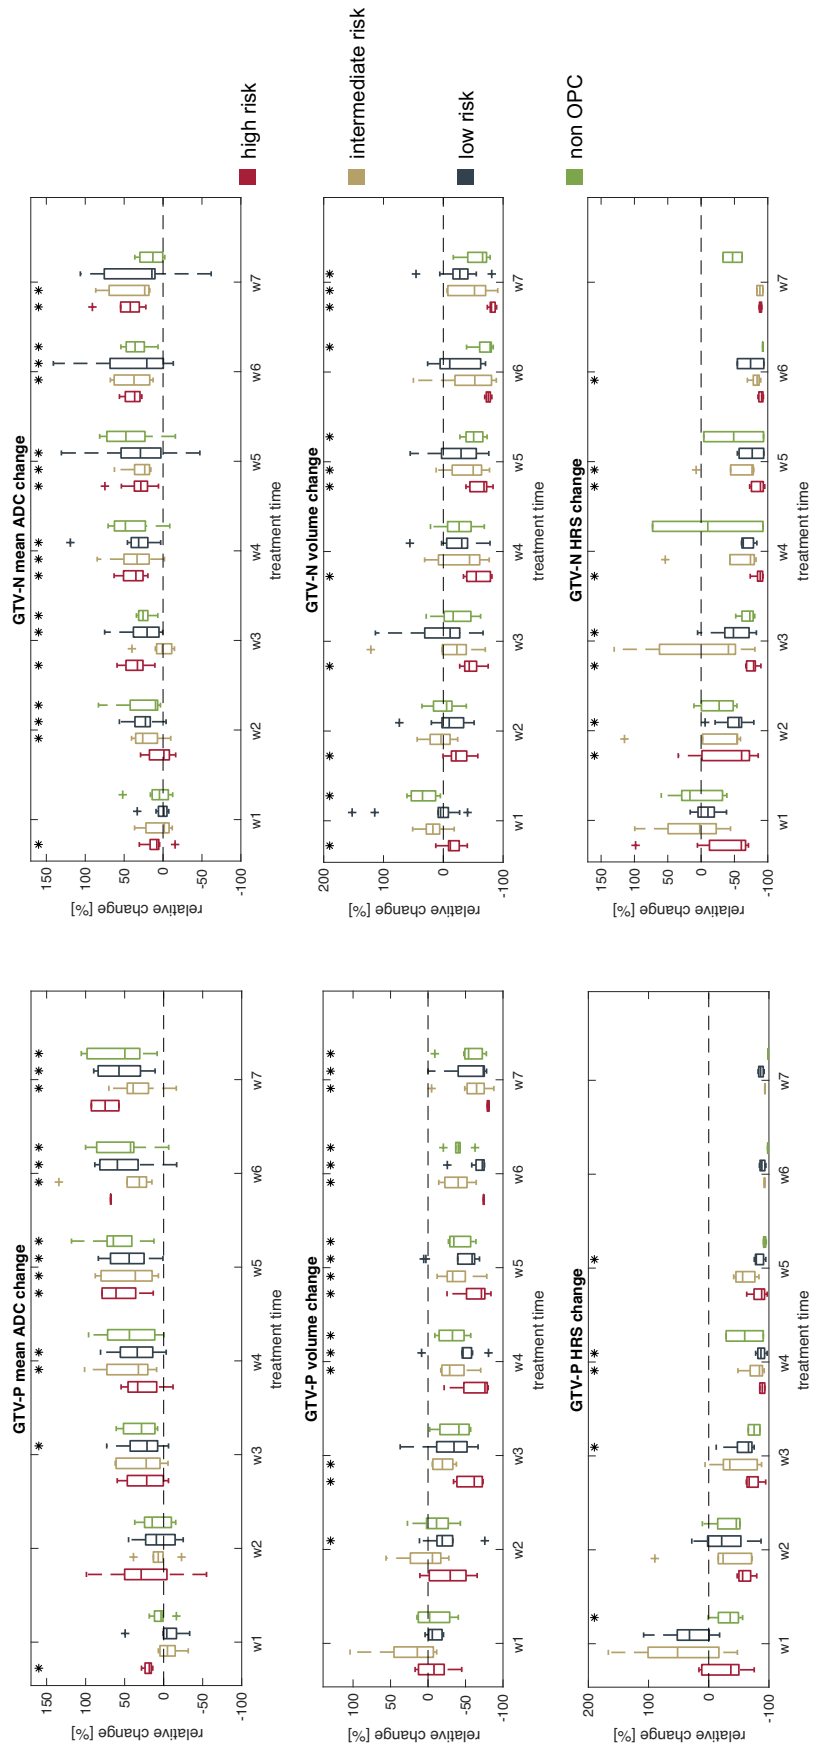 GTV-P mean ADC change
relative change [%]
150
100
50
0
-50
-100
w1 w2 w3 w4 w5 w6 w7
treatment time
GTV-N mean ADC change
relative change [%]
150
100
50
0
-50
-100
w1 w2 w3 w4 w5 w6 w7
treatment time
GTV-P volume change
relative change [%]
100
50
0
-50
-100
w1 w2 w3 w4 w5 w6 w7
treatment time
GTV-N volume change
relative change [%]
200
100
0
-100
w1 w2 w3 w4 w5 w6 w7
treatment time
GTV-P HRS change
relative change [%]
200
100
0
-100
w1 w2 w3 w4 w5 w6 w7
treatment time
GTV-N HRS change
relative change [%]
150
100
50
0
-50
-100
w1 w2 w3 w4 w5 w6 w7
treatment time
high risk
intermediate risk
low risk
non OPC